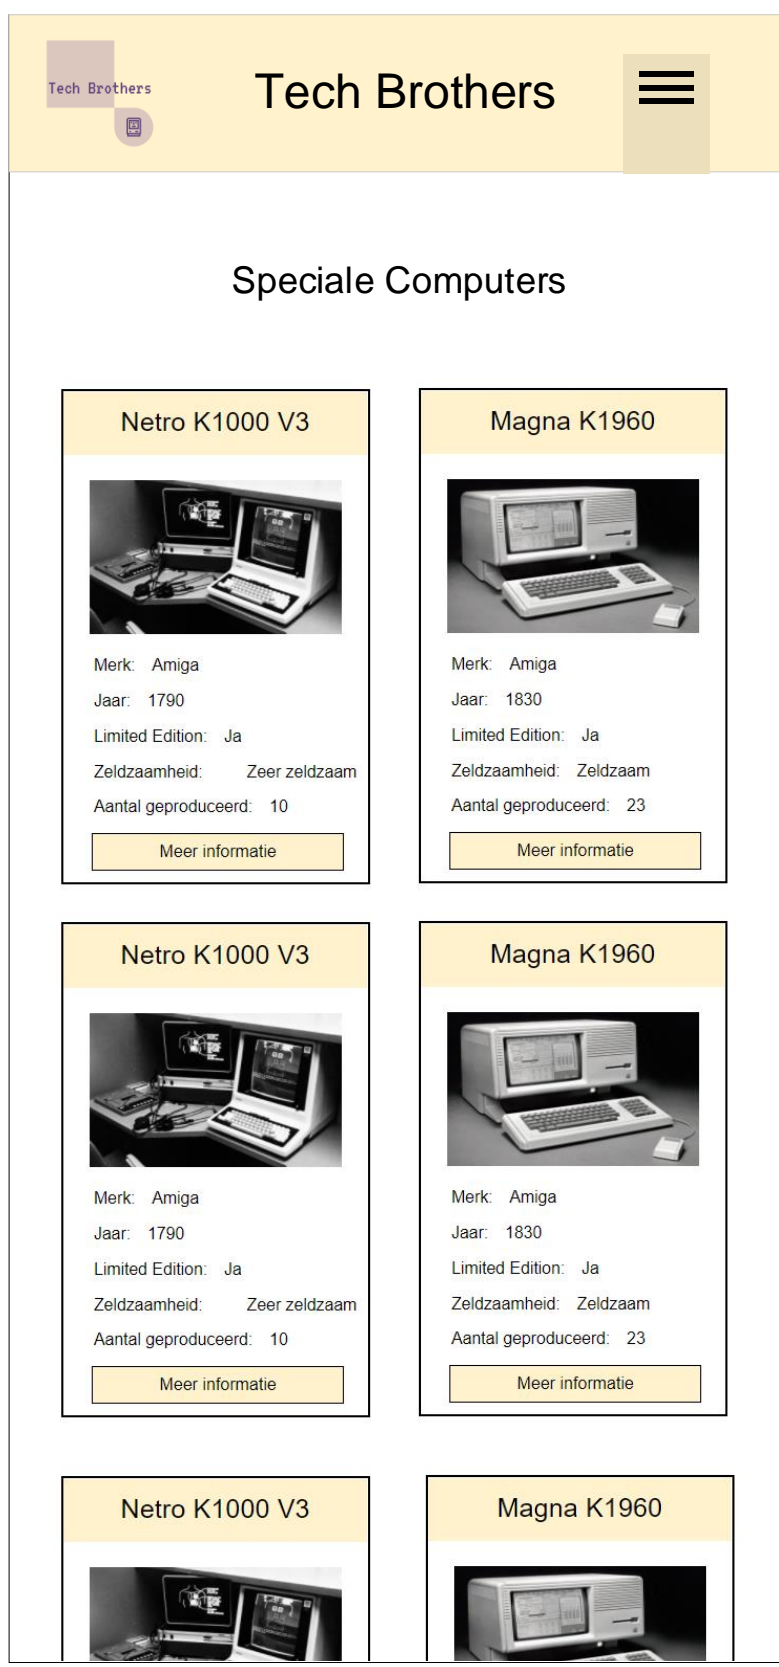 Tech Brothers
Tech Brothers
Speciale Computers
Netro K1000 V3
Merk: Amiga
Jaar: 1790
Limited Edition: Ja
Zeldzaamheid: Zeer zeldzaam
Aantal geproduceerd: 10
Meer informatie
Magna K1960
Merk: Amiga
Jaar: 1830
Limited Edition: Ja
Zeldzaamheid: Zeldzaam
Aantal geproduceerd: 23
Meer informatie
Netro K1000 V3
Merk: Amiga
Jaar: 1790
Limited Edition: Ja
Zeldzaamheid: Zeer zeldzaam
Aantal geproduceerd: 10
Meer informatie
Magna K1960
Merk: Amiga
Jaar: 1830
Limited Edition: Ja
Zeldzaamheid: Zeldzaam
Aantal geproduceerd: 23
Meer informatie
Netro K1000 V3
Magna K1960